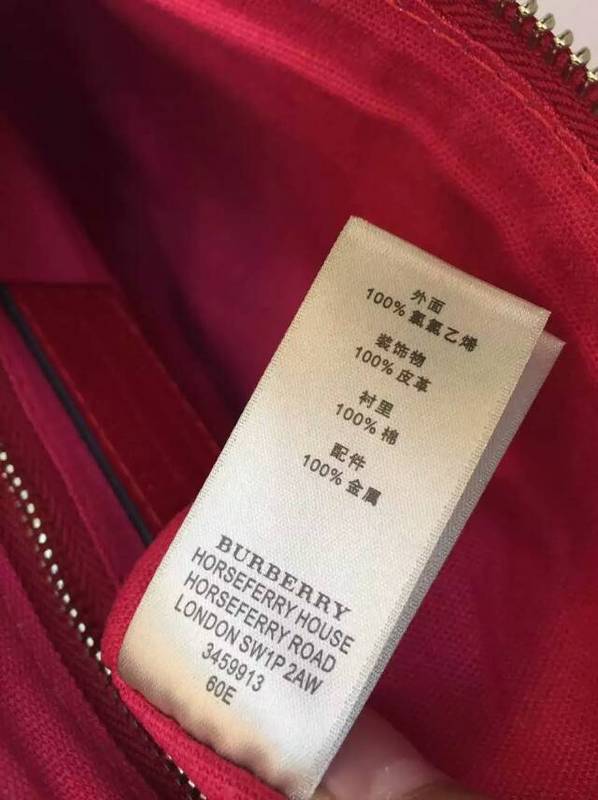 外面
100% 氯氯乙烯
装饰物
100% 皮革
衬里
100% 棉
配件
100% 金属
BURBERRY
HORSEFERRY HOUSE
HORSEFERRY ROAD
LONDON SW1P 2AW
3459913
60E